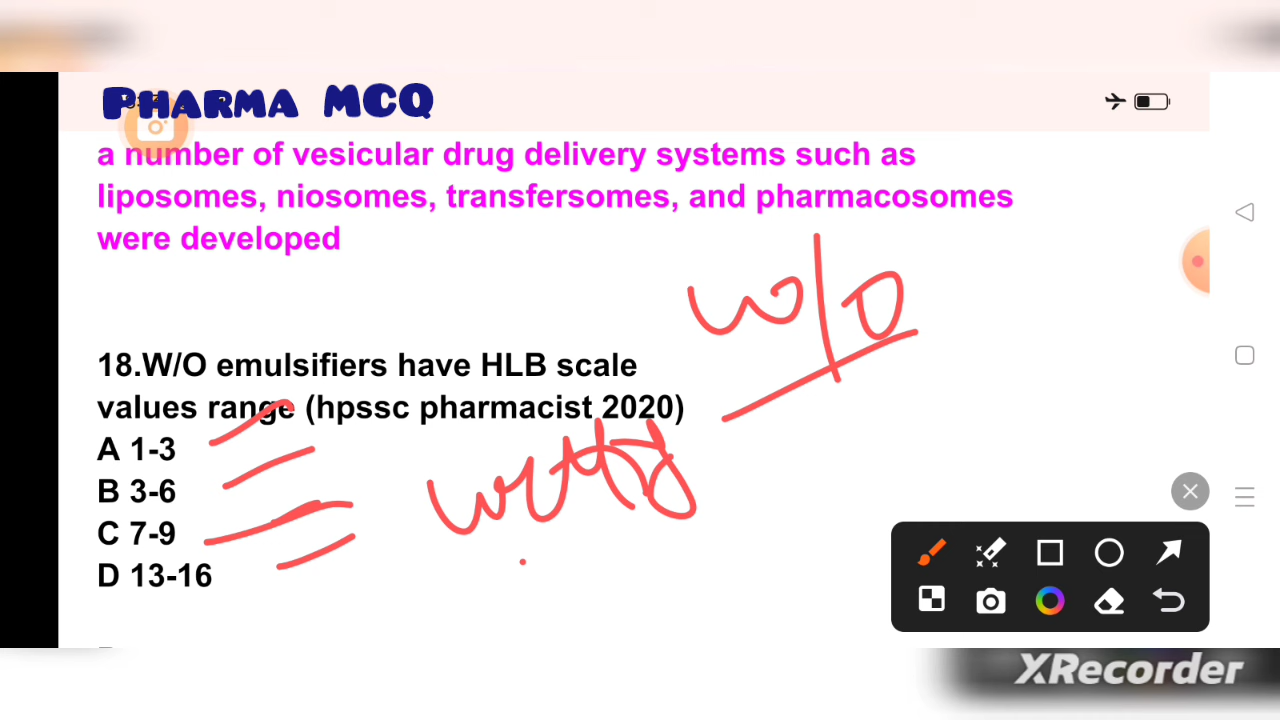 PHARMA MCQ
a number of vesicular drug delivery systems such as
liposomes, niosomes, transfersomes, and pharmacosomes
were developed
w/o
18.W/O emulsifiers have HLB scale
values range (hpssc pharmacist 2020)
A 1-3
B 3-6
C 7-9
D 13-16
XRecorder